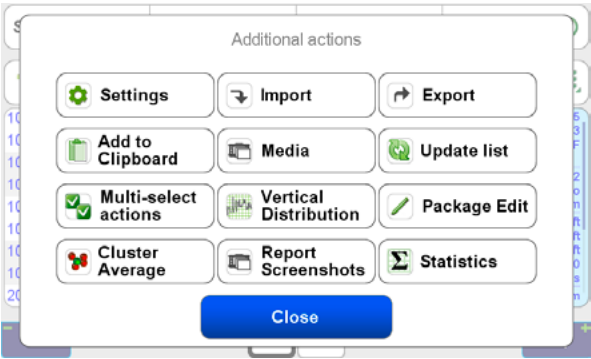 Additional actions
Settings
Import
Export
Add to
Clipboard
Media
Update list
Multi-select
actions
Vertical
Distribution
Package Edit
Cluster
Average
Report
Screenshots
Σ Statistics
Close